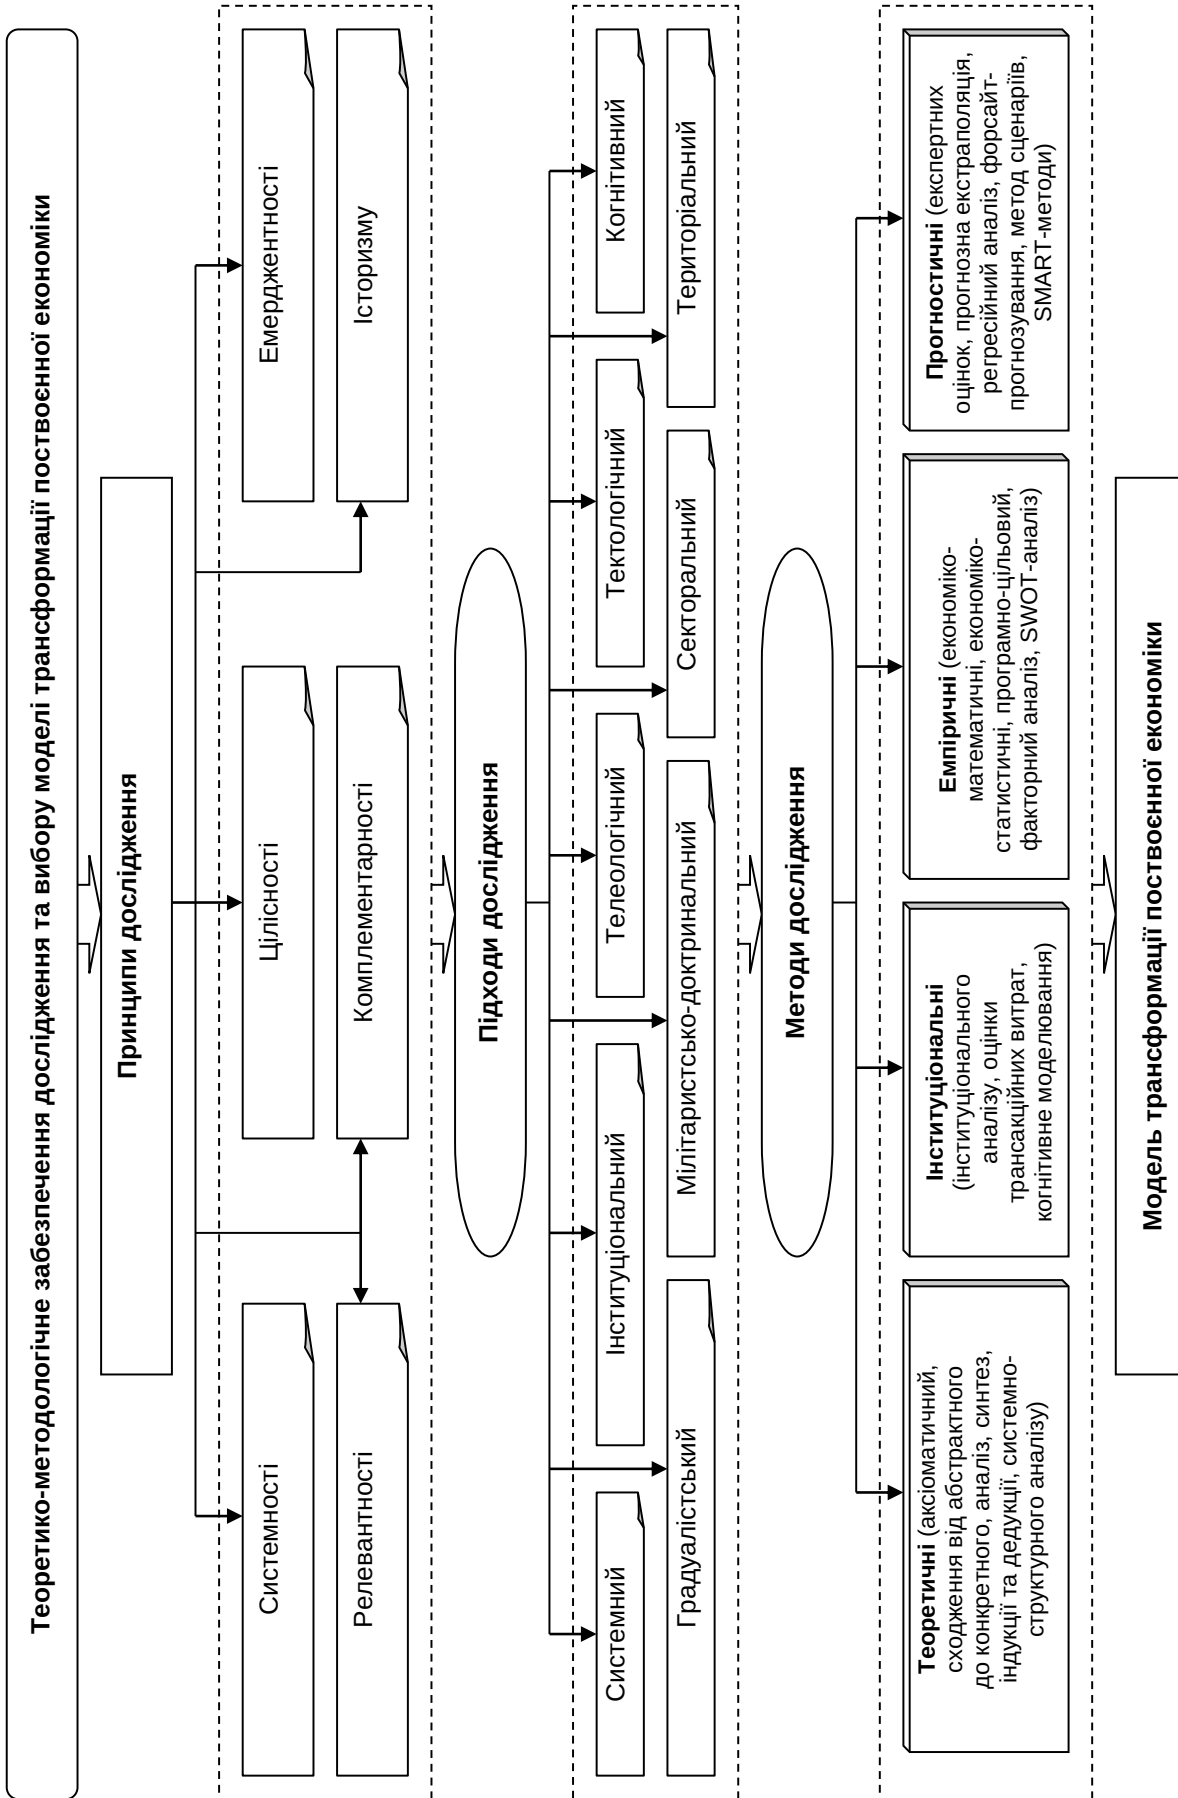 Теоретико-методологічне забезпечення дослідження та вибору моделі трансформації поствоєнної економіки
Принципи дослідження
Системності
Цілісності
Емерджентності
Релевантності
Комплементарності
Історизму
Підходи дослідження
Системний
Інституціональний
Телеологічний
Тектологічний
Когнітивний
Градуалістський
Мілітаристсько-доктринальний
Секторальний
Територіальний
Методи дослідження
Теоретичні (аксіоматичний,
сходження від абстрактного
до конкретного, аналіз, синтез,
індукції та дедукції, системно-
структурного аналізу)
Інституціональні
(інституціонального
аналізу, оцінки
трансакційних витрат,
когнітивне моделювання)
Емпіричні (економіко-
математичні, економіко-
статистичні, програмно-цільовий,
факторний аналіз, SWOT-аналіз)
Прогностичні (експертних
оцінок, прогнозна екстраполяція,
регресійний аналіз, форсайт-
прогнозування, метод сценаріїв,
SMART-методи)
Модель трансформації поствоєнної економіки